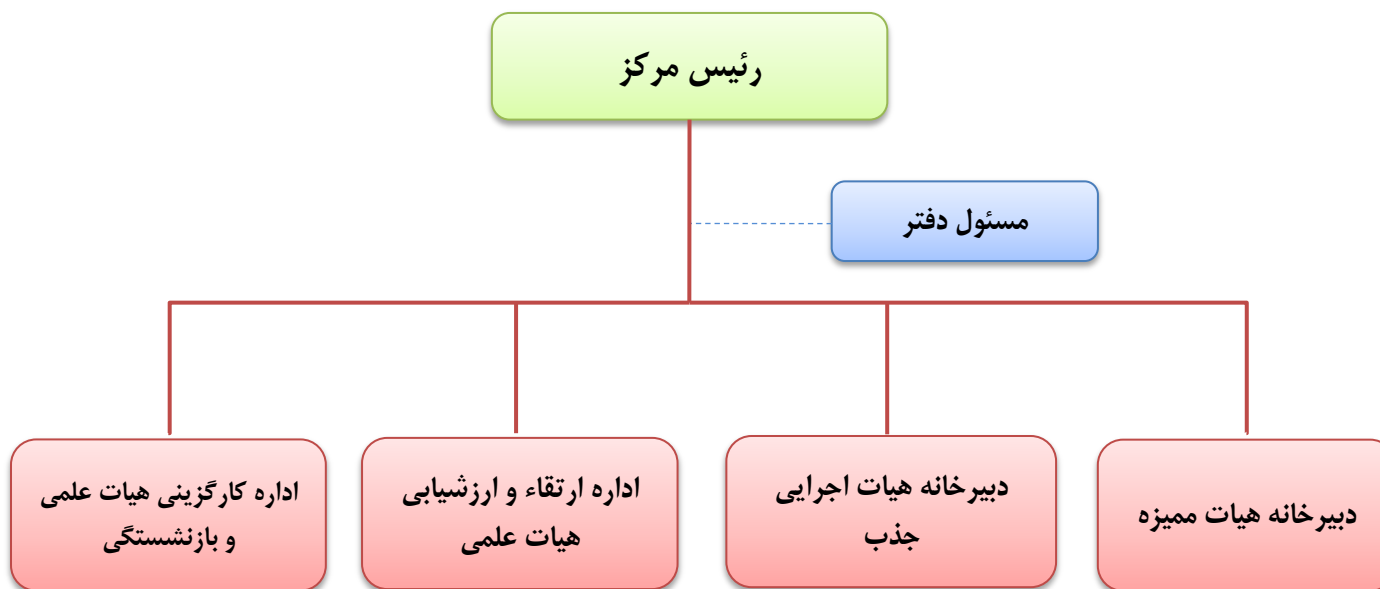 رئیس مرکز
مسئول دفتر
دبیرخانه هیات ممیزه
دبیرخانه هیات اجرایی
جذب
اداره ارتقاء و ارزشیابی
هیات علمی
اداره کارگزینی هیات علمی
و بازنشستگی